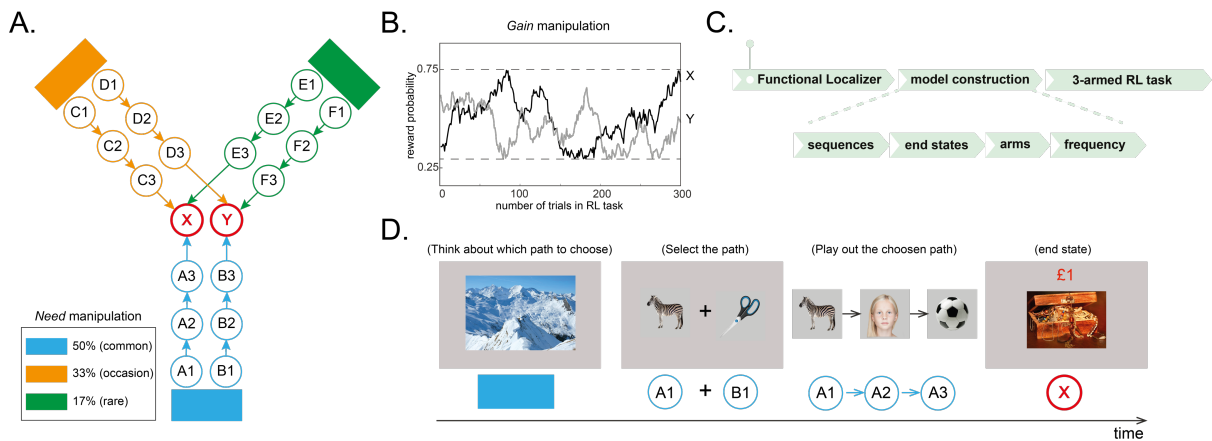 A.
D1
C1
D2
C2
D3
C3
E1
F1
E2
F2
E3
F3
X
Y
A3
B3
A2
B2
A1
B1
Need manipulation
50% (common)
33% (occasion)
17% (rare)
B.
Gain manipulation
reward probability
0.75
0.25
0
100
200
300
number of trials in RL task
X
Y
C.
Functional Localizer
model construction
3-armed RL task
sequences
end states
arms
frequency
D.
(Think about which path to choose)
(Select the path)
(Play out the choosen path)
(end state)
+
£1
A1 + B1
A1
A2
A3
X
time